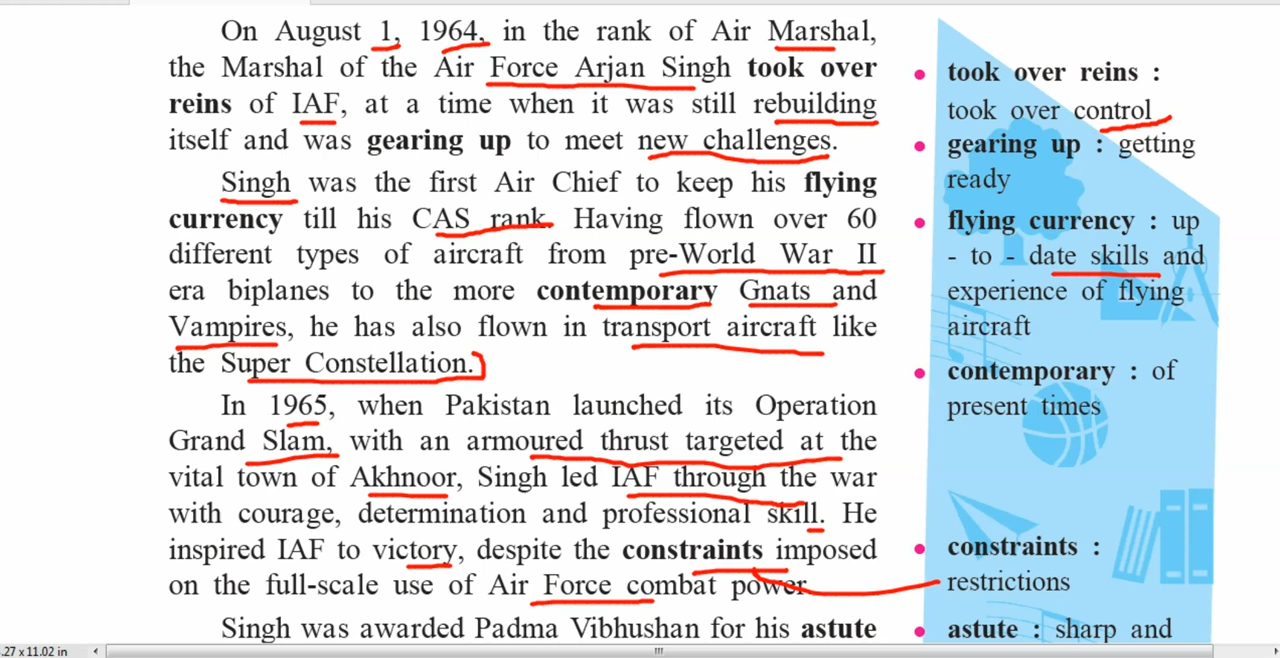 On August 1, 1964, in the rank of Air Marshal,
the Marshal of the Air Force Arjan Singh took over
reins of IAF, at a time when it was still rebuilding
itself and was gearing up to meet new challenges.
Singh was the first Air Chief to keep his flying
currency till his CAS rank. Having flown over 60
different types of aircraft from pre-World War II
era biplanes to the more contemporary Gnats and
Vampires, he has also flown in transport aircraft like
the Super Constellation.
In 1965, when Pakistan launched its Operation
Grand Slam, with an armoured thrust targeted at the
vital town of Akhnoor, Singh led IAF through the war
with courage, determination and professional skill. He
inspired IAF to victory, despite the constraints imposed
on the full-scale use of Air Force combat power
Singh was awarded Padma Vibhushan for his astute
• took over reins :
took over control
• gearing up : getting
ready
• flying currency : up
- to - date skills and
experience of flying
aircraft
• contemporary : of
present times
• constraints :
restrictions
• astute : sharp and
.27 x 11.02 in